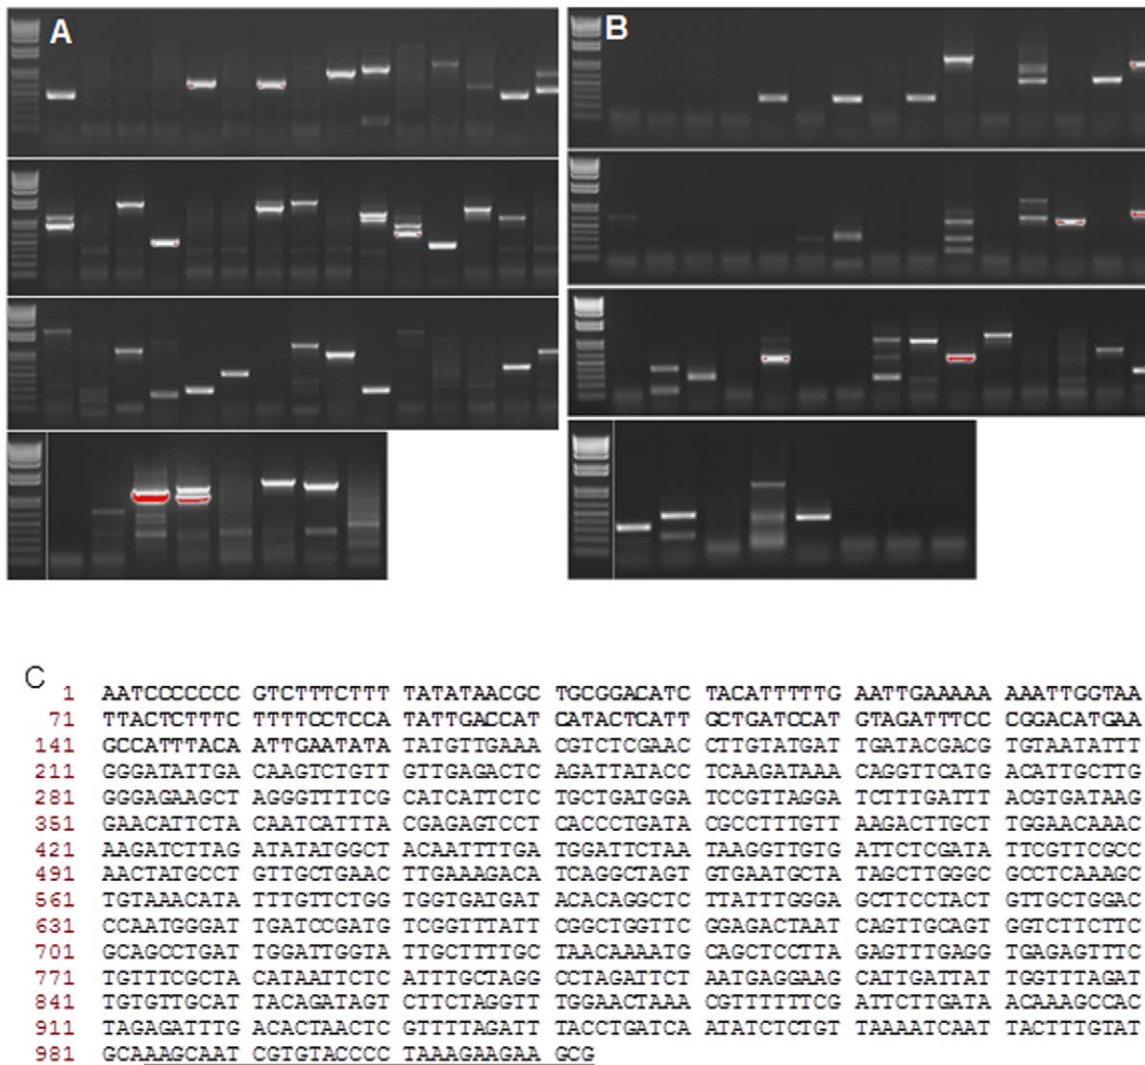 A
B
C
1 AATCCCCCCC GTCTTTCTTT TATATAACGC TGCGGACATC TACATTTTTG AATTGAAAAA AAATTGGTAA
71 TTACTCTTTC TTTTCCTCCA TATTGACCAT CATACTCATT GCTGATCCAT GTAGATTTCC CGGACATGAA
141 GCCATTTACA ATTGAATATA TATGTTGAAA CGTCTCGAAC CTTGTATGAT TGATACGACG TGTAATATTT
211 GGGATATTGA CAAGTCTGTT GTTGAGACTC AGATTATACC TCAAGATAAA CAGGTTCATG ACATTGCTTG
281 GGGAGAAGCT AGGGTTTTCG CATCATTCTC TGCTGATGGA TCCGTTAGGA TCTTTGATTT ACGTGATAAG
351 GAACATTCTA CAATCATTTA CGAGAGTCCT CACCCTGATA CGCCTTTGTT AAGACTTGCT TGGAACAAAC
421 AAGATCTTAG ATATATGGCT ACAATTTTGA TGGATTCTAA TAAGGTTGTG ATTCTCGATA TTCGTTCGCC
491 AACTATGCCT GTTGCTGAAC TTGAAAGACA TCAGGCTAGT GTGAATGCTA TAGCTTGGGC GCCTCAAAGC
561 TGTAAACATA TTTGTTCTGG TGGTGATGAT ACACAGGCTC TTATTTGGGA GCTTCCTACT GTTGCTGGAC
631 CCAATGGGAT TGATCCGATG TCGGTTTATT CGGCTGGTTC GGAGACTAAT CAGTTGCAGT GGTCTTCTTC
701 GCAGCCTGAT TGGATTGGTA TTGCTTTTGC TAACAAAATG CAGCTCCTTA GAGTTTGAGG TGAGAGTTTC
771 TGTTTCGCTA CATAATTCTC ATTTGCTAGG CCTAGATTCT AATGAGGAAG CATTGATTAT TGGTTTAGAT
841 TGTGTTGCAT TACAGATAGT CTTCTAGGTT TGGAACTAAA CGTTTTTTCG ATTCTTGATA ACAAAGCCAC
911 TAGAGATTTG ACACTAACTC GTTTTAGATT TACCTGATCA ATATCTCTGT TAAAATCAAT TACTTTGTAT
981 GCAAAGCAAT CGTGTACCCC TAAAGAAGAA GCG